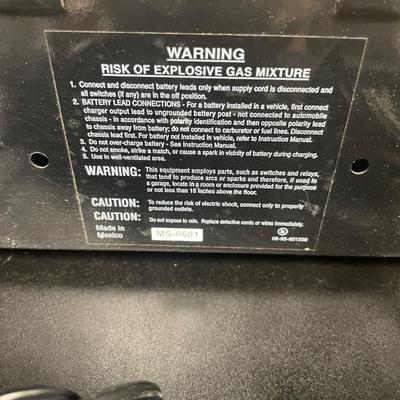 WARNING
RISK OF EXPLOSIVE GAS MIXTURE
1. Connect and disconnect battery leads only when supply cord is disconnected and
all switches (if any) are in the off position.
2. BATTERY LEAD CONNECTIONS - For a battery installed in a vehicle, first connect
charger output lead to ungrounded battery post - not connected to automobile
chassis - in accordance with polarity identification and then opposite polarity lead
to chassis away from battery; do not connect to carburetor or fuel lines. Disconnect
chassis lead first. For battery not installed in vehicle, refer to Instruction Manual.
3. Do not over-charge battery - See Instruction Manual.
4. Do not smoke, strike a match, or cause a spark in vicinity of battery during charging.
5. Use in well-ventilated area.
WARNING: This equipment employs parts, such as switches and relays,
that tend to produce arcs or sparks and therefore, if used in
a garage, locate in a room or enclosure provided for the purpose
or not less than 18 inches above the floor.
CAUTION: To reduce the risk of electric shock, connect only to properly
grounded outlets.
CAUTION: Do not expose to rain. Replace defective cords or wires immediately.
Made in
Mexico
MS-0601